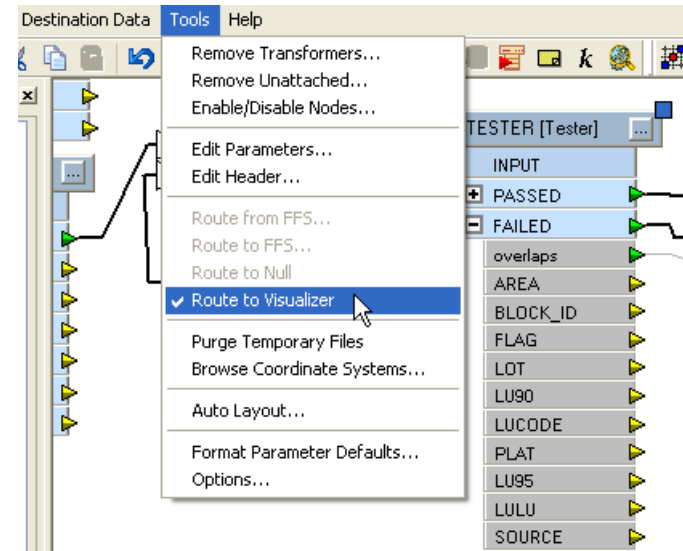 Destination Data Tools Help
Remove Transformers...
Remove Unattached...
Enable/Disable Nodes...
Edit Parameters...
Edit Header...
Route from FFS...
Route to FFS...
Route to Null
Route to Visualizer
Purge Temporary Files
Browse Coordinate Systems...
Auto Layout...
Format Parameter Defaults...
Options...
k
TESTER [Tester] ...
...
INPUT
PASSED
FAILED
overlaps
AREA
BLOCK_ID
FLAG
LOT
LU90
LUCODE
PLAT
LU95
LULU
SOURCE